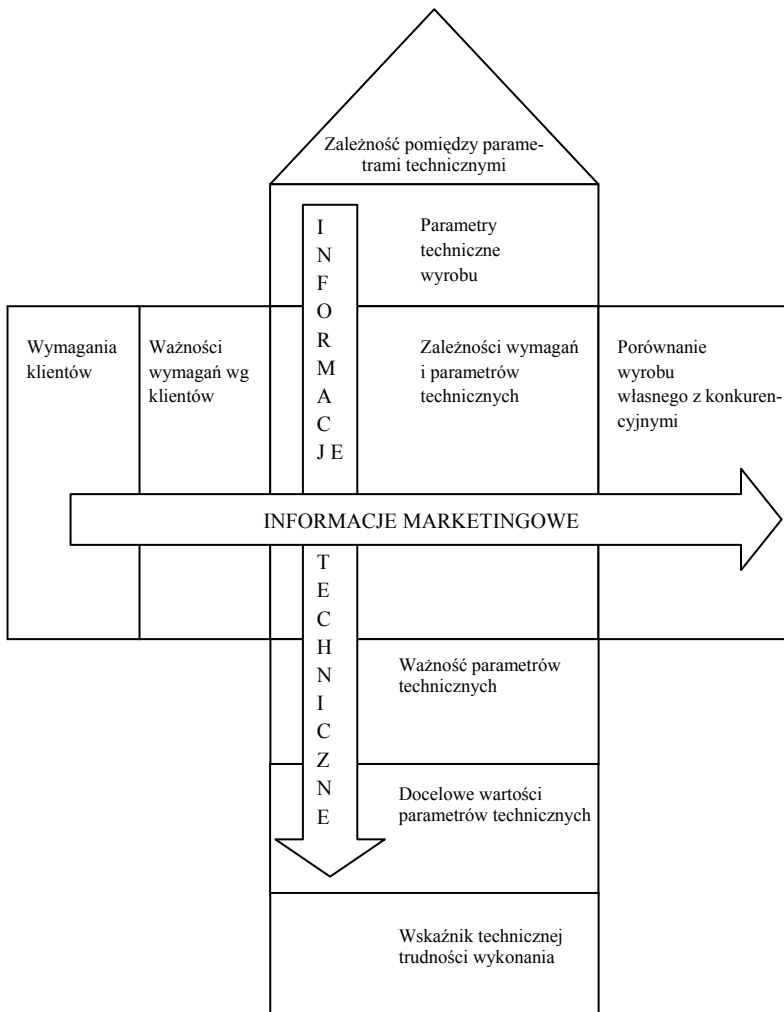 Zależność pomiędzy parame-
trami technicznymi
Parametry
techniczne
wyrobu
I
N
F
O
R
M
A
C
J E
Wymagania
klientów
Ważności
wymagań wg
klientów
Zależności wymagań
i parametrów
technicznych
Porównanie
wyrobu
własnego z konkuren-
cyjnymi
INFORMACJE MARKETINGOWE
T
E
C
H
N
I
C
Z
N
E
Ważność parametrów
technicznych
Docelowe wartości
parametrów technicznych
Wskaźnik technicznej
trudności wykonania